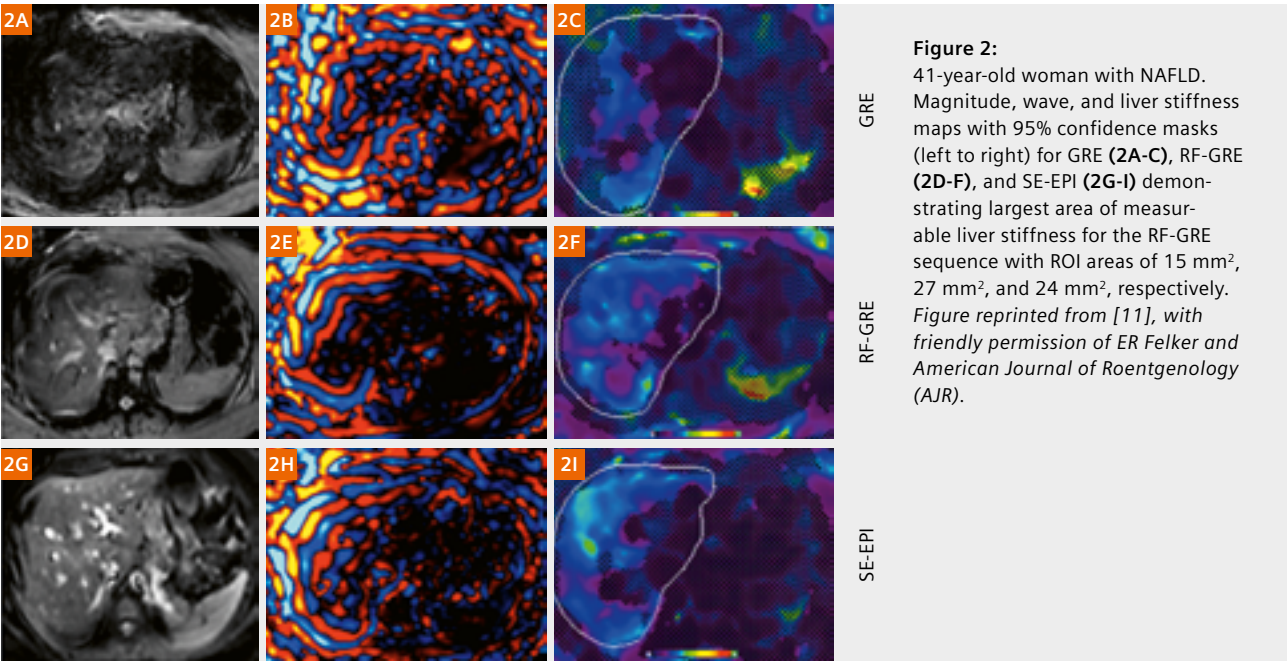 2A
2B
2C
GRE
2D
2E
2F
RF-GRE
2G
2H
2I
SE-EPI
Figure 2:
41-year-old woman with NAFLD.
Magnitude, wave, and liver stiffness
maps with 95% confidence masks
(left to right) for GRE (2A-C), RF-GRE
(2D-F), and SE-EPI (2G-I) demon-
strating largest area of measur-
able liver stiffness for the RF-GRE
sequence with ROI areas of 15 mm²,
27 mm², and 24 mm², respectively.
Figure reprinted from [11], with
friendly permission of ER Felker and
American Journal of Roentgenology
(AJR).